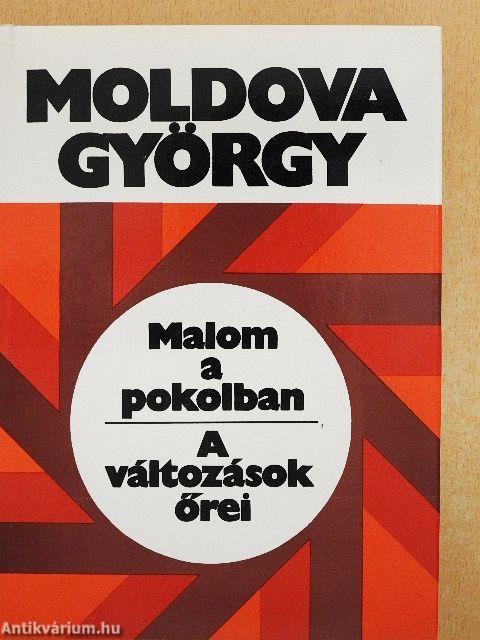 MOLDOVA
GYÖRGY
Malom
a
pokolban
A
változások
őrei
Antikvárium.hu